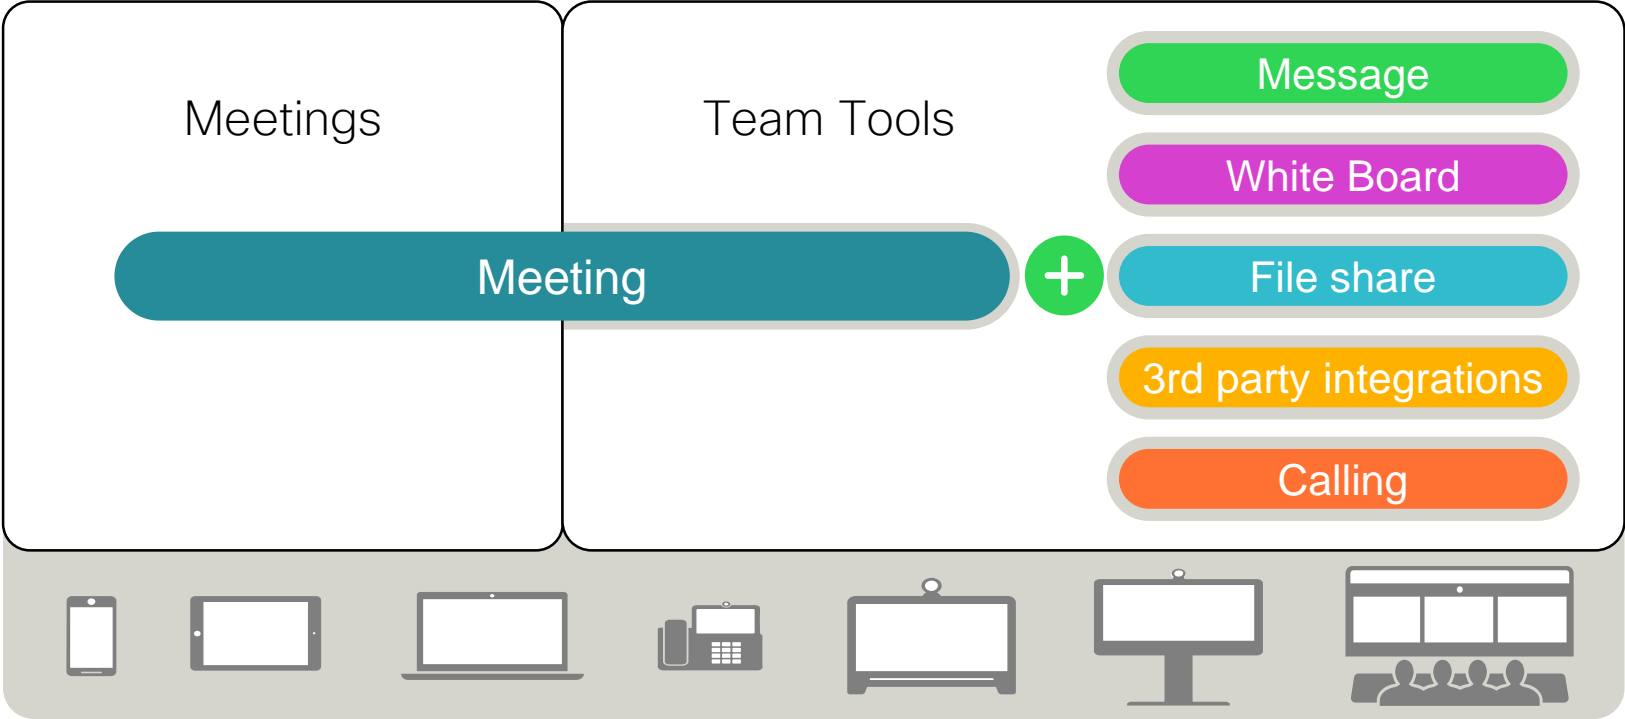 Meetings
Team Tools
Meeting
Message
White Board
File share
3rd party integrations
Calling